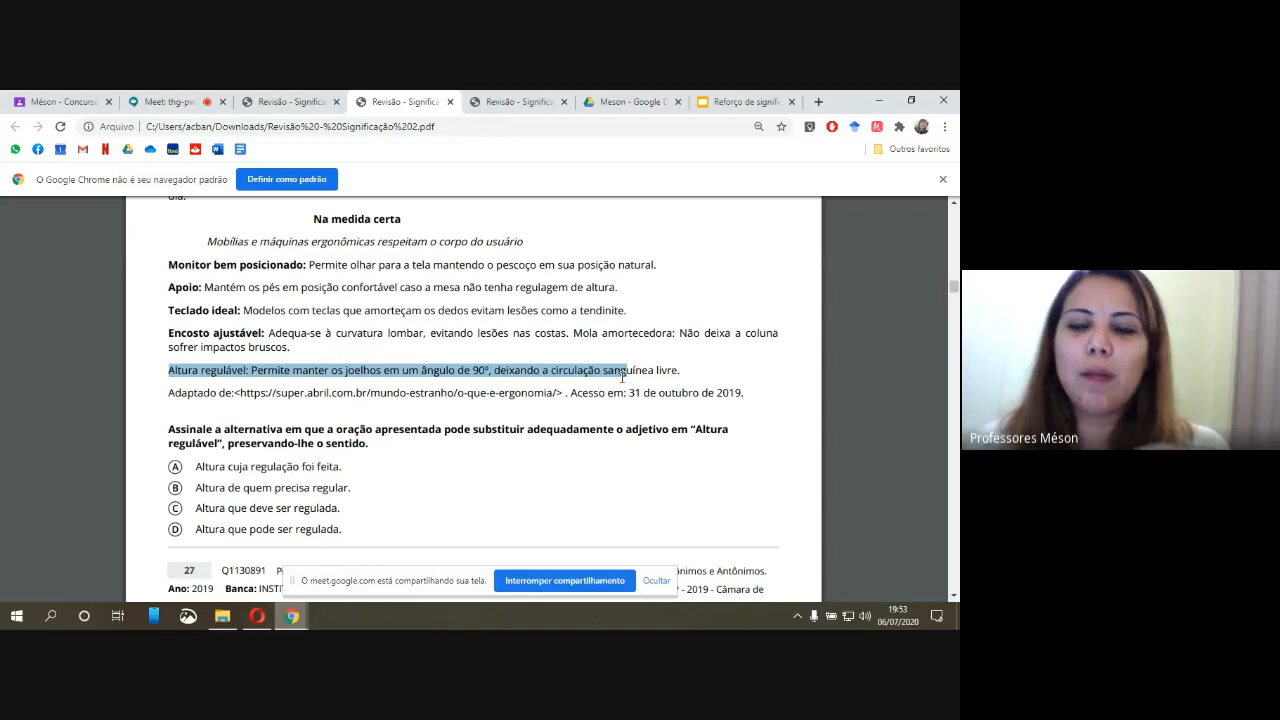 Méson - Concurso
Meet: thg-pw
Revisão - Significa
Revisão - Significa
Revisão - Significa
Meson - Google D
Reforço de signifi
Arquivo
C:/Users/acban/Downloads/Revisão%20-%20Significação%202.pdf
Outros favoritos
O Google Chrome não é seu navegador padrão
Definir como padrão
dia.
Na medida certa
Mobílias e máquinas ergonômicas respeitam o corpo do usuário
Monitor bem posicionado: Permite olhar para a tela mantendo o pescoço em sua posição natural.
Apoio: Mantém os pés em posição confortável caso a mesa não tenha regulagem de altura.
Teclado ideal: Modelos com teclas que amorteçam os dedos evitam lesões como a tendinite.
Encosto ajustável: Adequa-se à curvatura lombar, evitando lesões nas costas. Mola amortecedora: Não deixa a coluna
sofrer impactos bruscos.
Altura regulável: Permite manter os joelhos em um ângulo de 90º, deixando a circulação sanguínea livre.
Adaptado de:<https://super.abril.com.br/mundo-estranho/o-que-e-ergonomia/> . Acesso em: 31 de outubro de 2019.
Assinale a alternativa em que a oração apresentada pode substituir adequadamente o adjetivo em “Altura
regulável”, preservando-lhe o sentido.
A Altura cuja regulação foi feita.
B Altura de quem precisa regular.
C Altura que deve ser regulada.
D Altura que pode ser regulada.
27 Q1130891 ônimos e Antônimos.
Ano: 2019 Banca: INSTI - 2019 - Câmara de
O meet.google.com está compartilhando sua tela.
Interromper compartilhamento
Ocultar
19:53
06/07/2020
Professores Méson